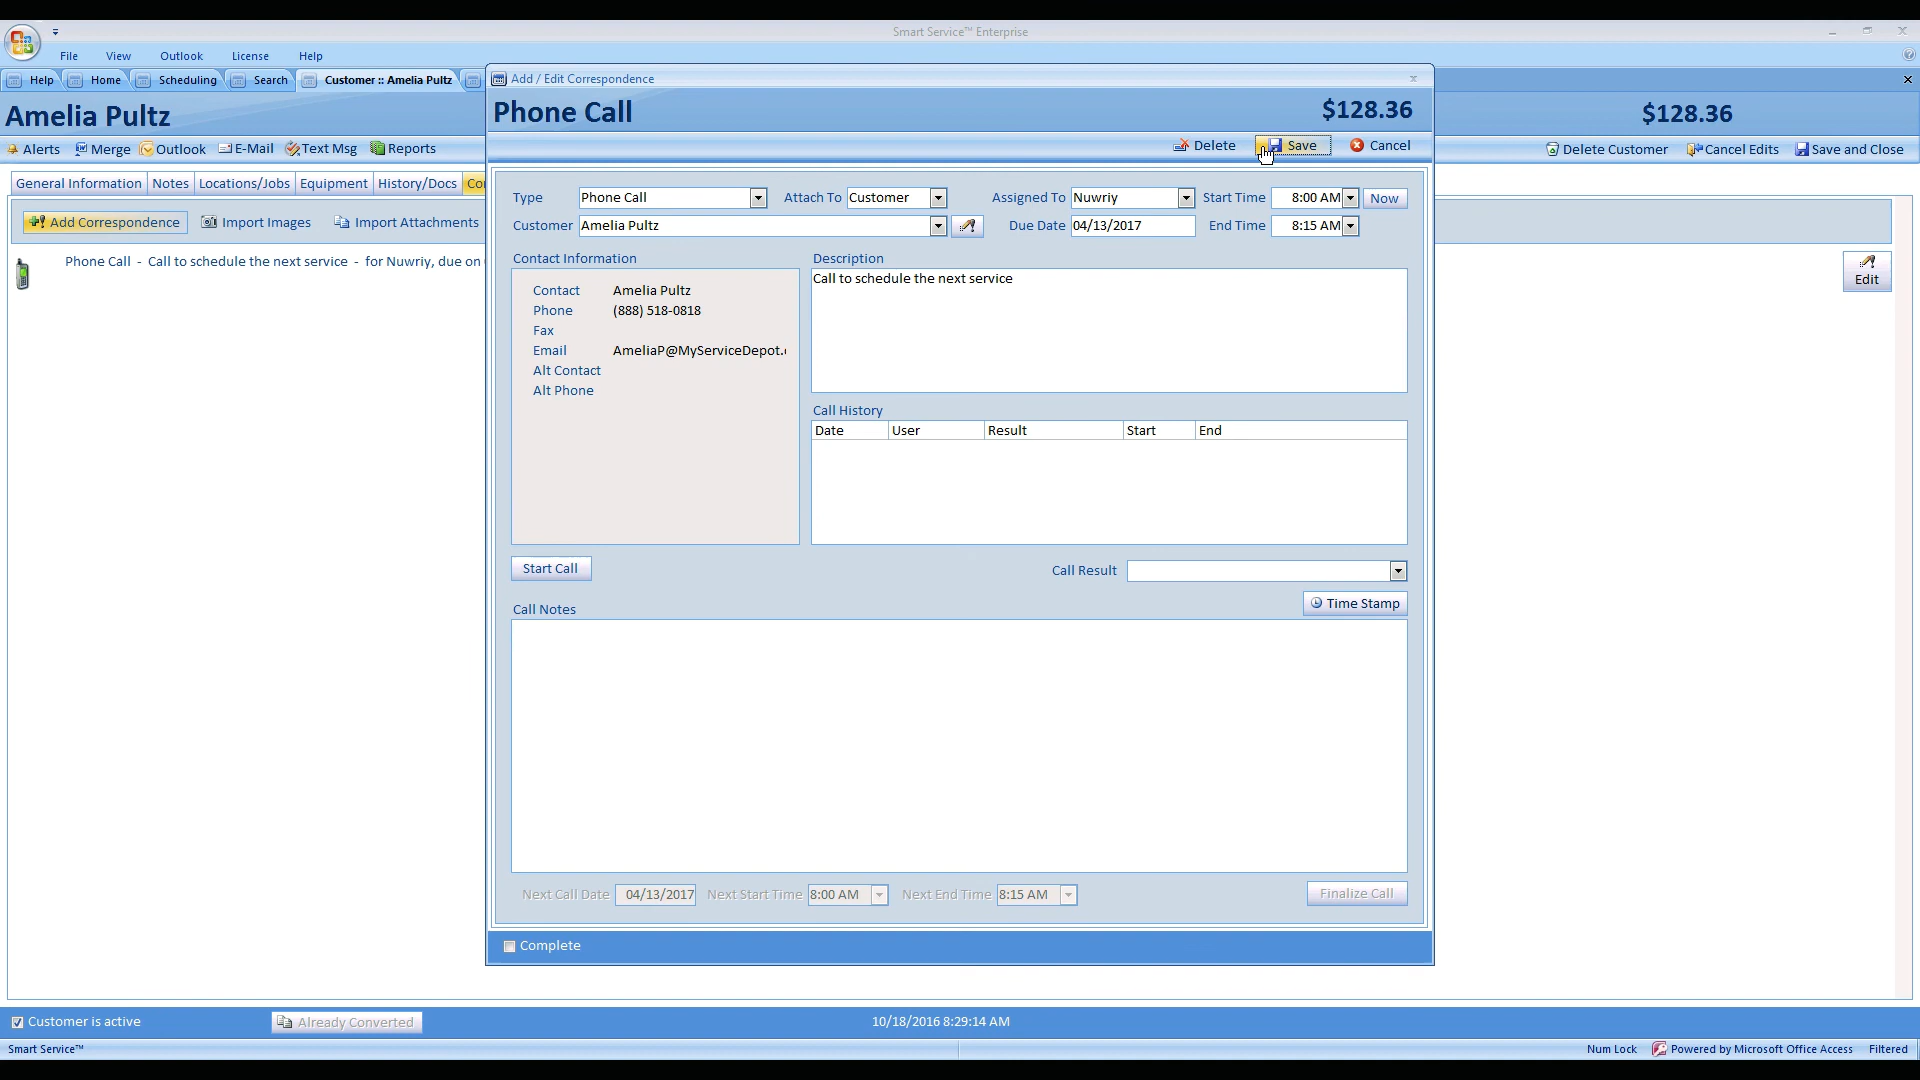 Smart Service™ Enterprise
File View Outlook License Help
Help Home Scheduling Search Customer :: Amelia Pultz
Amelia Pultz
$128.36
Alerts Merge Outlook E-Mail Text Msg Reports
Delete Customer Cancel Edits Save and Close
General Information Notes Locations/Jobs Equipment History/Docs Co
Add Correspondence Import Images Import Attachments
Phone Call - Call to schedule the next service - for Nuwriy, due on
Edit
Add / Edit Correspondence
Phone Call
$128.36
Delete Save Cancel
Type Phone Call Attach To Customer Assigned To Nuwriy Start Time 8:00 AM Now
Customer Amelia Pultz Due Date 04/13/2017 End Time 8:15 AM
Contact Information
Contact Amelia Pultz
Phone (888) 518-0818
Fax
Email AmeliaP@MyServiceDepot.
Alt Contact
Alt Phone
Description
Call to schedule the next service
Call History
Date User Result Start End
Start Call
Call Result
Time Stamp
Call Notes
Next Call Date 04/13/2017 Next Start Time 8:00 AM Next End Time 8:15 AM Finalize Call
Complete
Customer is active
Already Converted
10/18/2016 8:29:14 AM
Smart Service™
Num Lock Powered by Microsoft Office Access Filtered